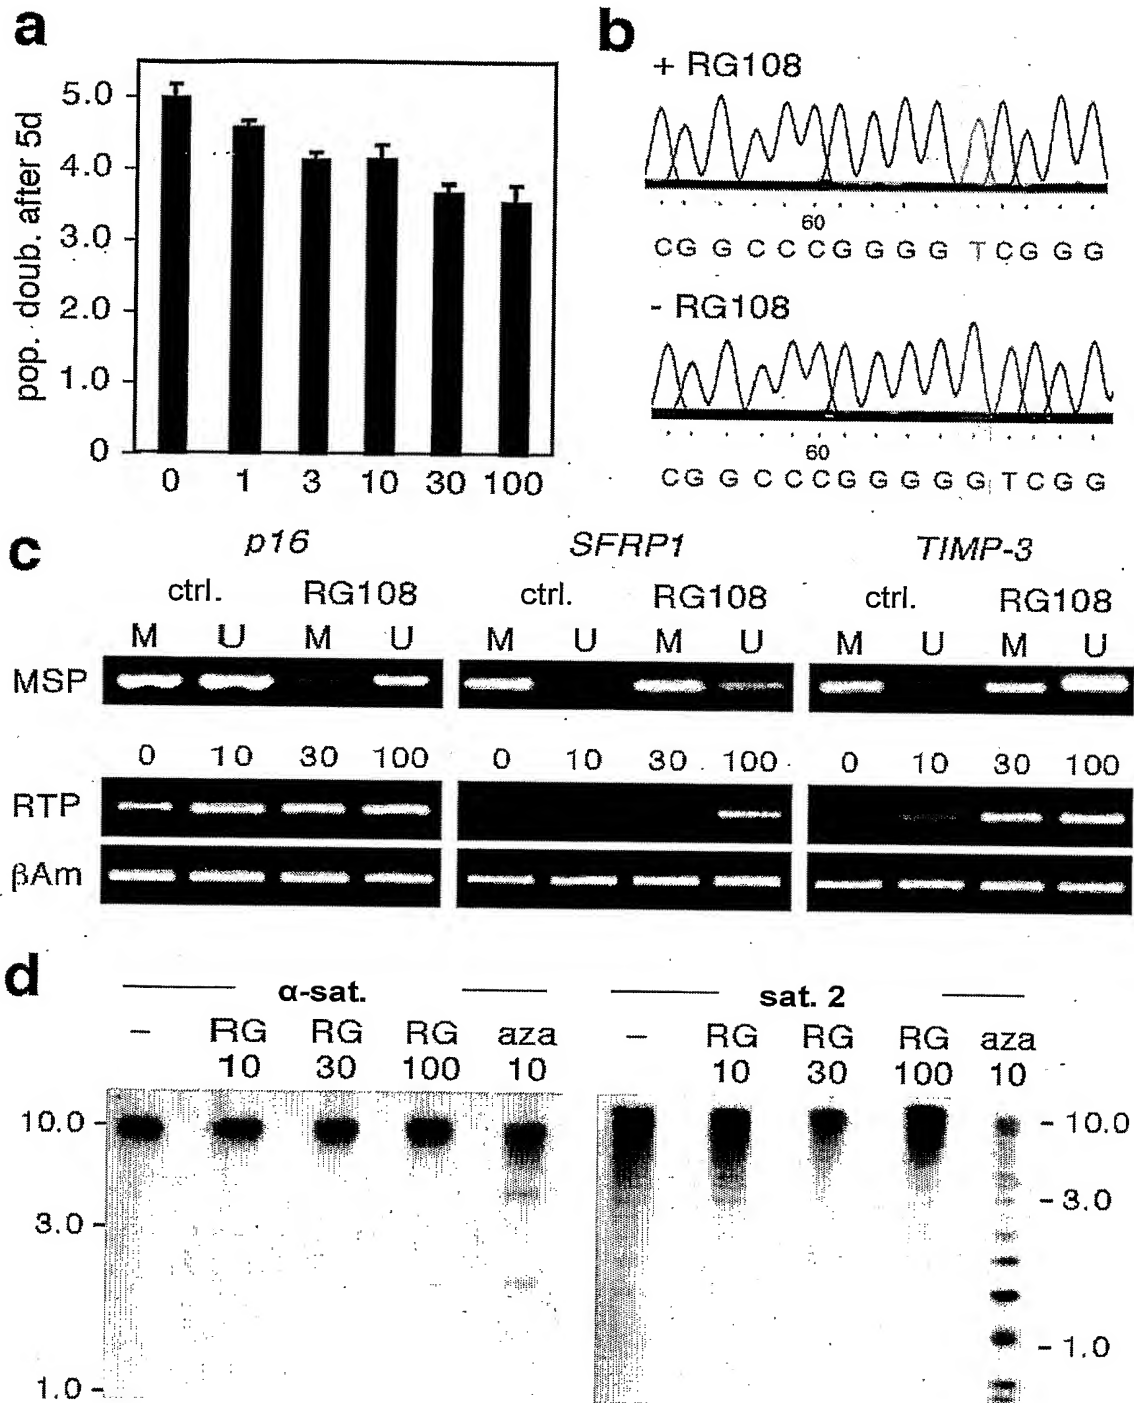 a
pop. doub. after 5d
5.0
4.0
3.0
2.0
1.0
0
0 1 3 10 30 100
b
+ RG108
60
C G G C C C G G G G T C G G G
- RG108
60
C G G C C C G G G G G T C G G
c
p16 SFRP1 TIMP-3
ctrl. RG108 ctrl. RG108 ctrl. RG108
M U M U M U M U M U M U
MSP
0 10 30 100 0 10 30 100 0 10 30 100
RTP
βAm
d
α-sat. sat. 2
– RG RG RG aza – RG RG RG aza
10 30 100 10 10 30 100 10
10.0 - - 10.0
3.0 - - 3.0
1.0 - - 1.0